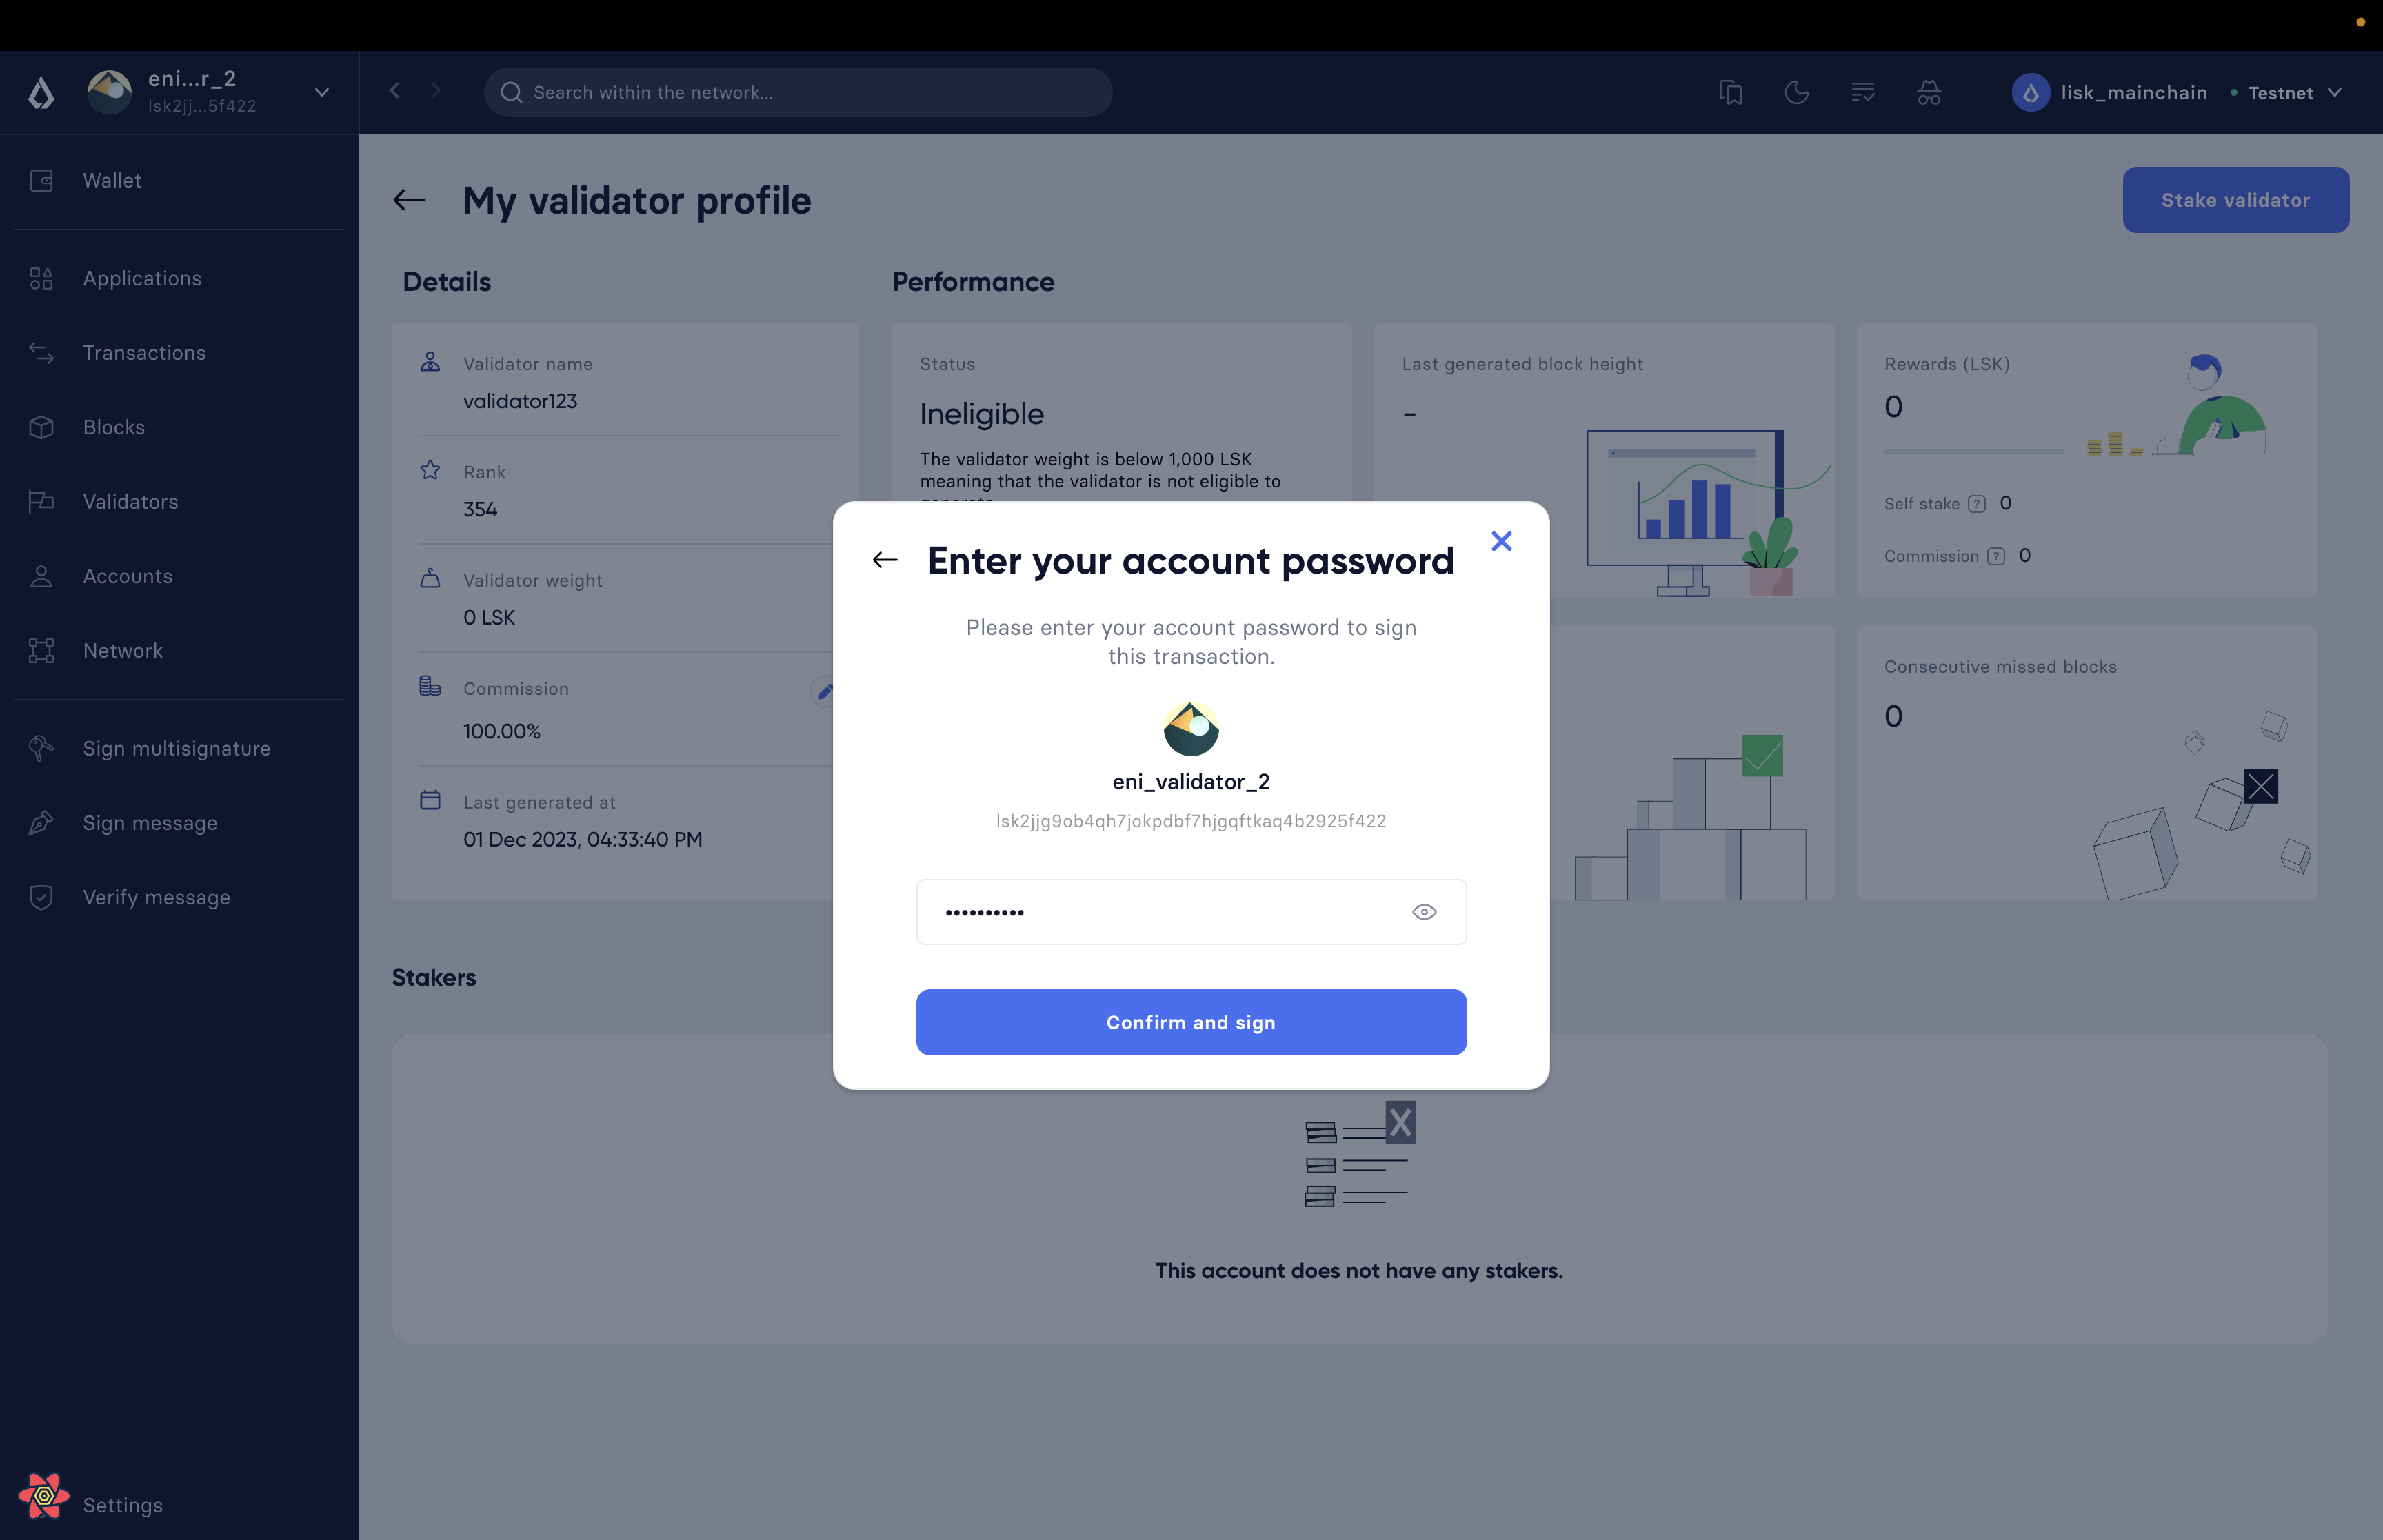 eni...r_2
lsk2jj...5f422
Search within the network...
lisk_mainchain
Testnet
Wallet
Applications
Transactions
Blocks
Validators
Accounts
Network
Sign multisignature
Sign message
Verify message
Settings
My validator profile
Stake validator
Details
Validator name
validator123
Rank
354
Validator weight
0 LSK
Commission
100.00%
Last generated at
01 Dec 2023, 04:33:40 PM
Performance
Status
Ineligible
The validator weight is below 1,000 LSK
meaning that the validator is not eligible to
Last generated block height
-
Rewards (LSK)
0
Self stake ? 0
Commission ? 0
Consecutive missed blocks
0
Enter your account password
Please enter your account password to sign
this transaction.
eni_validator_2
lsk2jjg9ob4qh7jokpdbf7hjgqftkaq4b2925f422
••••••••••
Confirm and sign
Stakers
This account does not have any stakers.